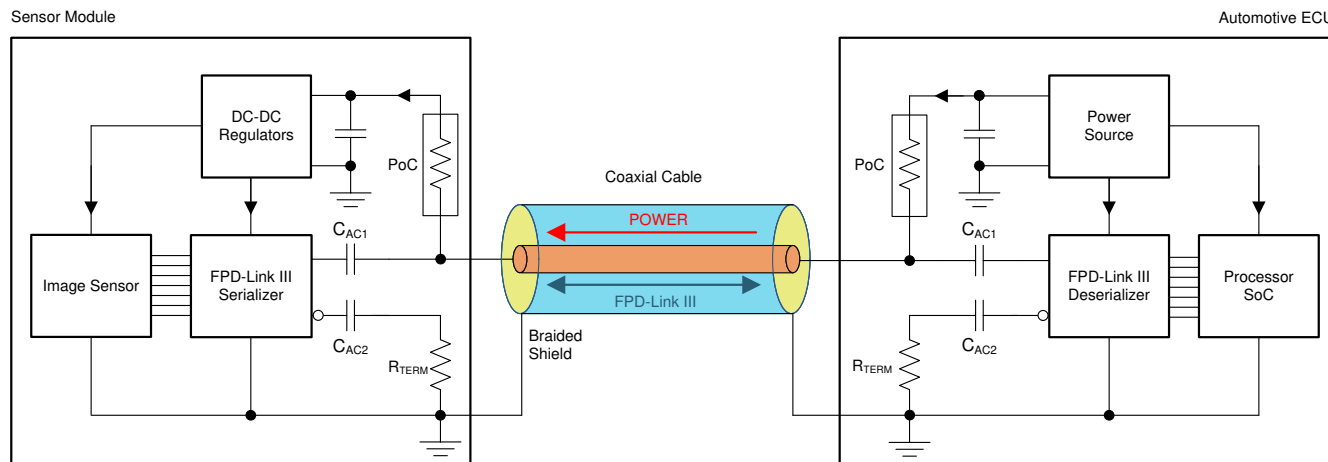 Sensor Module
Automotive ECU
DC-DC
Regulators
PoC
Power
Source
PoC
Coaxial Cable
POWER
CAC1
CAC1
Image Sensor
FPD-Link III
Serializer
FPD-Link III
FPD-Link III
Deserializer
Processor
SoC
CAC2
CAC2
Braided
Shield
RTERM
RTERM